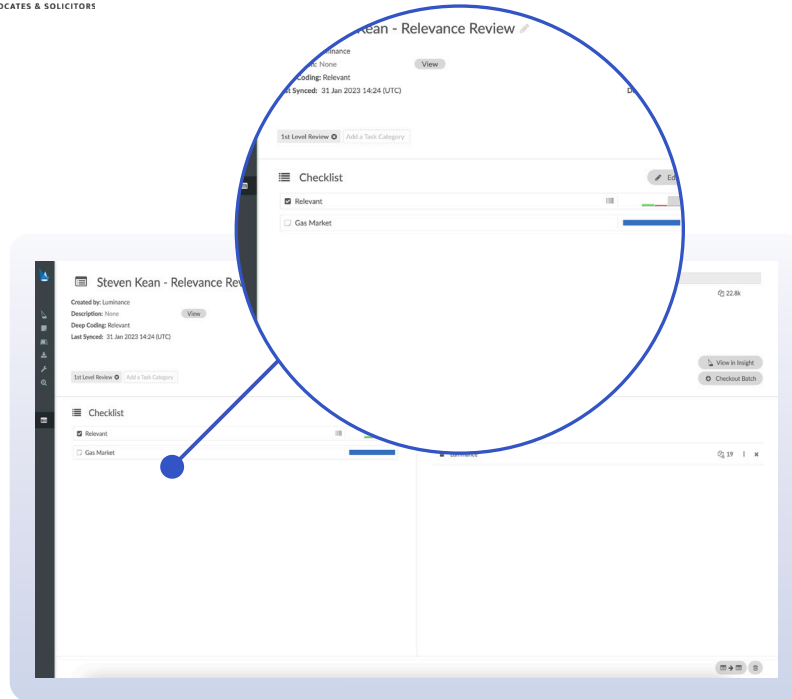 OCATES & SOLICITORS
Kean - Relevance Review
None
View
Coding: Relevant
Synced: 31 Jan 2023 14:24 (UTC)
1st Level Review
Add a Task Category
Checklist
Relevant
Gas Market
Steven Kean - Relevance Rev
Created by: Luminance
Description: None
View
Deep Coding: Relevant
Last Synced: 31 Jan 2023 14:24 (UTC)
22.8k
View in Insight
Checkout Batch
1st Level Review
Add a Task Category
Checklist
Relevant
Gas Market
19